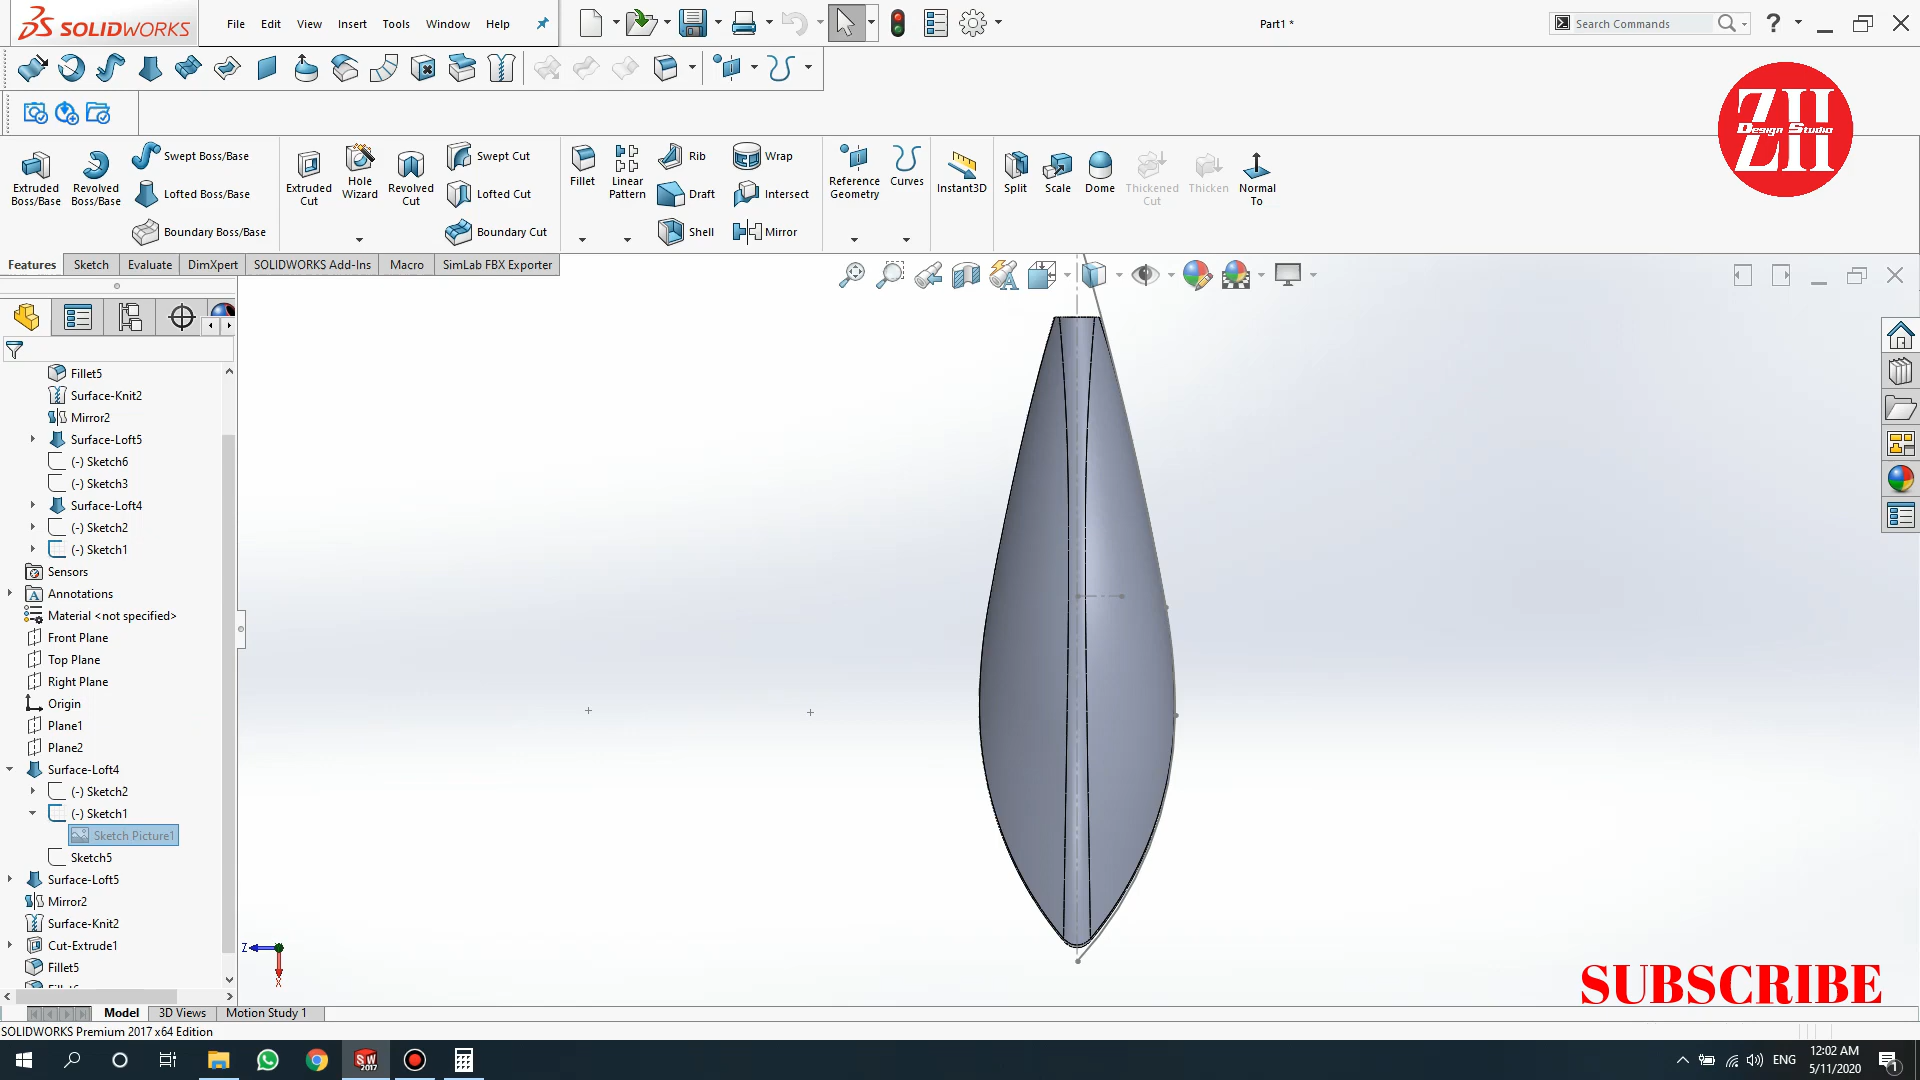 SOLIDWORKS
File Edit View Insert Tools Window Help
Part1 *
Search Commands
?
ZH
Design Studio
Extruded Boss/Base
Revolved Boss/Base
Swept Boss/Base
Lofted Boss/Base
Boundary Boss/Base
Extruded Cut
Hole Wizard
Revolved Cut
Swept Cut
Lofted Cut
Boundary Cut
Fillet
Linear Pattern
Rib
Draft
Shell
Wrap
Intersect
Mirror
Reference Geometry
Curves
Instant3D
Split
Scale
Dome
Thickened Cut
Thicken
Normal To
Features Sketch Evaluate DimXpert SOLIDWORKS Add-Ins Macro SimLab FBX Exporter
Fillet5
Surface-Knit2
Mirror2
Surface-Loft5
(-) Sketch6
(-) Sketch3
Surface-Loft4
(-) Sketch2
(-) Sketch1
Sensors
Annotations
Material <not specified>
Front Plane
Top Plane
Right Plane
Origin
Plane1
Plane2
Surface-Loft4
(-) Sketch2
(-) Sketch1
Sketch Picture1
Sketch5
Surface-Loft5
Mirror2
Surface-Knit2
Cut-Extrude1
Fillet5
Z
X
SUBSCRIBE
Model 3D Views Motion Study 1
SOLIDWORKS Premium 2017 x64 Edition
SW
2017
ENG
12:02 AM
5/11/2020
1